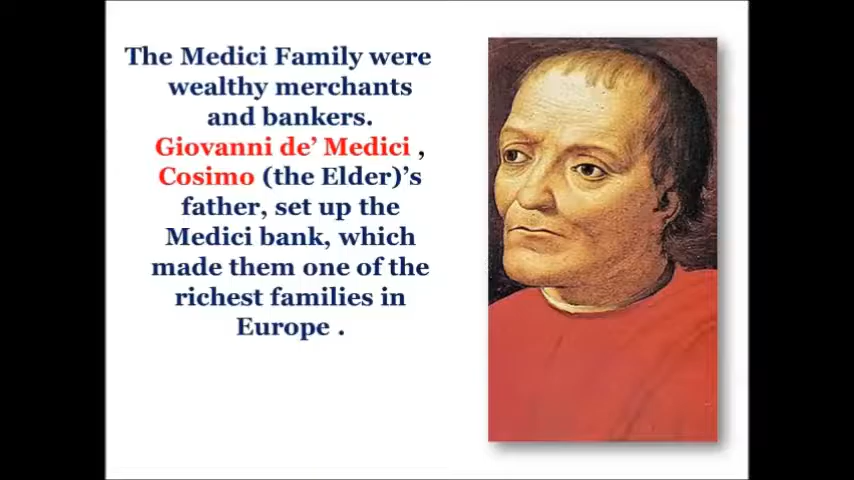 The Medici Family were
wealthy merchants
and bankers.
Giovanni de’ Medici ,
Cosimo (the Elder)’s
father, set up the
Medici bank, which
made them one of the
richest families in
Europe .